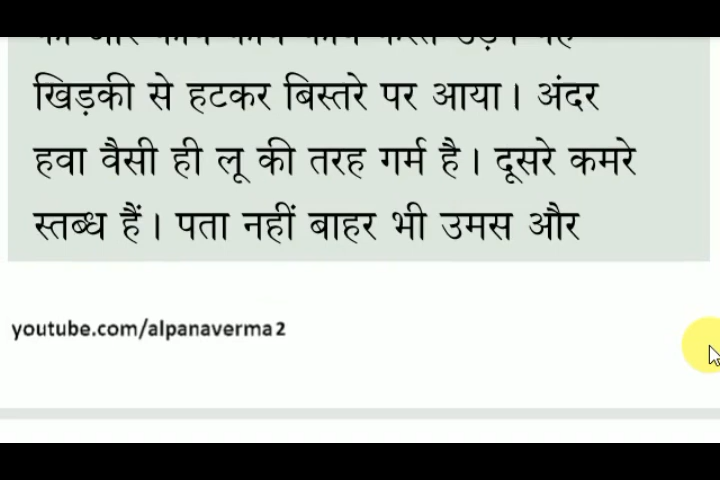 खिड़की से हटकर बिस्तरे पर आया। अंदर
हवा वैसी ही लू की तरह गर्म है। दूसरे कमरे
स्तब्ध हैं। पता नहीं बाहर भी उमस और
youtube.com/alpanaverma2